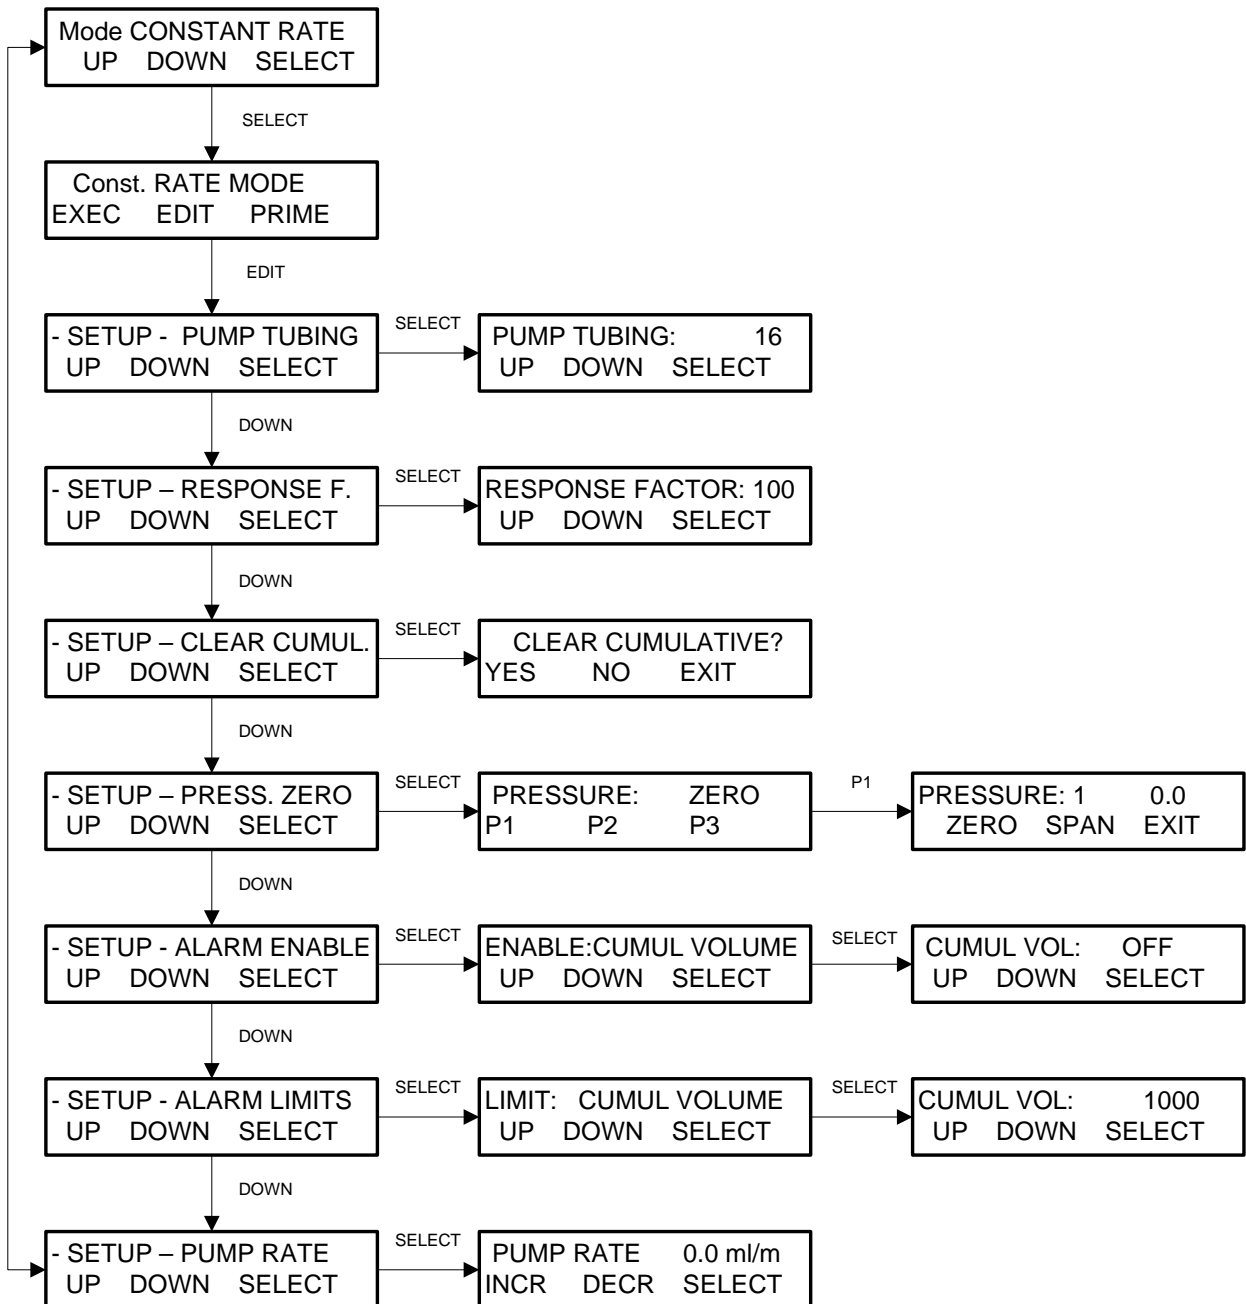 Mode CONSTANT RATE
UP DOWN SELECT
SELECT
Const. RATE MODE
EXEC EDIT PRIME
EDIT
- SETUP - PUMP TUBING
UP DOWN SELECT
SELECT
PUMP TUBING: 16
UP DOWN SELECT
DOWN
- SETUP – RESPONSE F.
UP DOWN SELECT
SELECT
RESPONSE FACTOR: 100
UP DOWN SELECT
DOWN
- SETUP – CLEAR CUMUL.
UP DOWN SELECT
SELECT
CLEAR CUMULATIVE?
YES NO EXIT
DOWN
- SETUP – PRESS. ZERO
UP DOWN SELECT
SELECT
PRESSURE: ZERO
P1 P2 P3
P1
PRESSURE: 1 0.0
ZERO SPAN EXIT
DOWN
- SETUP - ALARM ENABLE
UP DOWN SELECT
SELECT
ENABLE:CUMUL VOLUME
UP DOWN SELECT
SELECT
CUMUL VOL: OFF
UP DOWN SELECT
DOWN
- SETUP - ALARM LIMITS
UP DOWN SELECT
SELECT
LIMIT: CUMUL VOLUME
UP DOWN SELECT
SELECT
CUMUL VOL: 1000
UP DOWN SELECT
DOWN
- SETUP – PUMP RATE
UP DOWN SELECT
SELECT
PUMP RATE 0.0 ml/m
INCR DECR SELECT